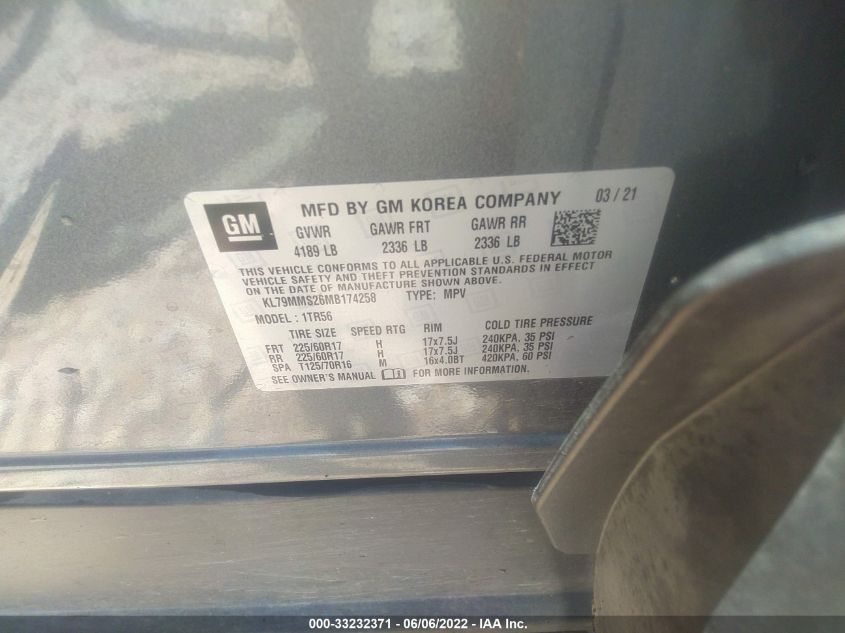 GM
MFD BY GM KOREA COMPANY 03 / 21
GVWR GAWR FRT GAWR RR
4189 LB 2336 LB 2336 LB
THIS VEHICLE CONFORMS TO ALL APPLICABLE U.S. FEDERAL MOTOR
VEHICLE SAFETY AND THEFT PREVENTION STANDARDS IN EFFECT
ON THE DATE OF MANUFACTURE SHOWN ABOVE.
KL79MMS26MB174258 TYPE: MPV
MODEL : 1TR56
TIRE SIZE SPEED RTG RIM COLD TIRE PRESSURE
FRT 225/60R17 H 17x7.5J 240KPA, 35 PSI
RR 225/60R17 H 17x7.5J 240KPA, 35 PSI
SPA T125/70R16 M 16x4.0BT 420KPA, 60 PSI
SEE OWNER'S MANUAL FOR MORE INFORMATION.
000-33232371 - 06/06/2022 - IAA Inc.